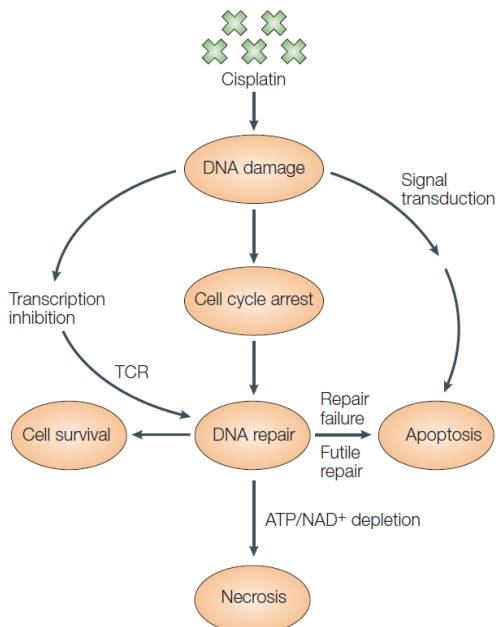 Cisplatin
DNA damage
Signal
transduction
Transcription
inhibition
Cell cycle arrest
TCR
Cell survival
DNA repair
Repair
failure
Futile
repair
Apoptosis
ATP/NAD⁺ depletion
Necrosis